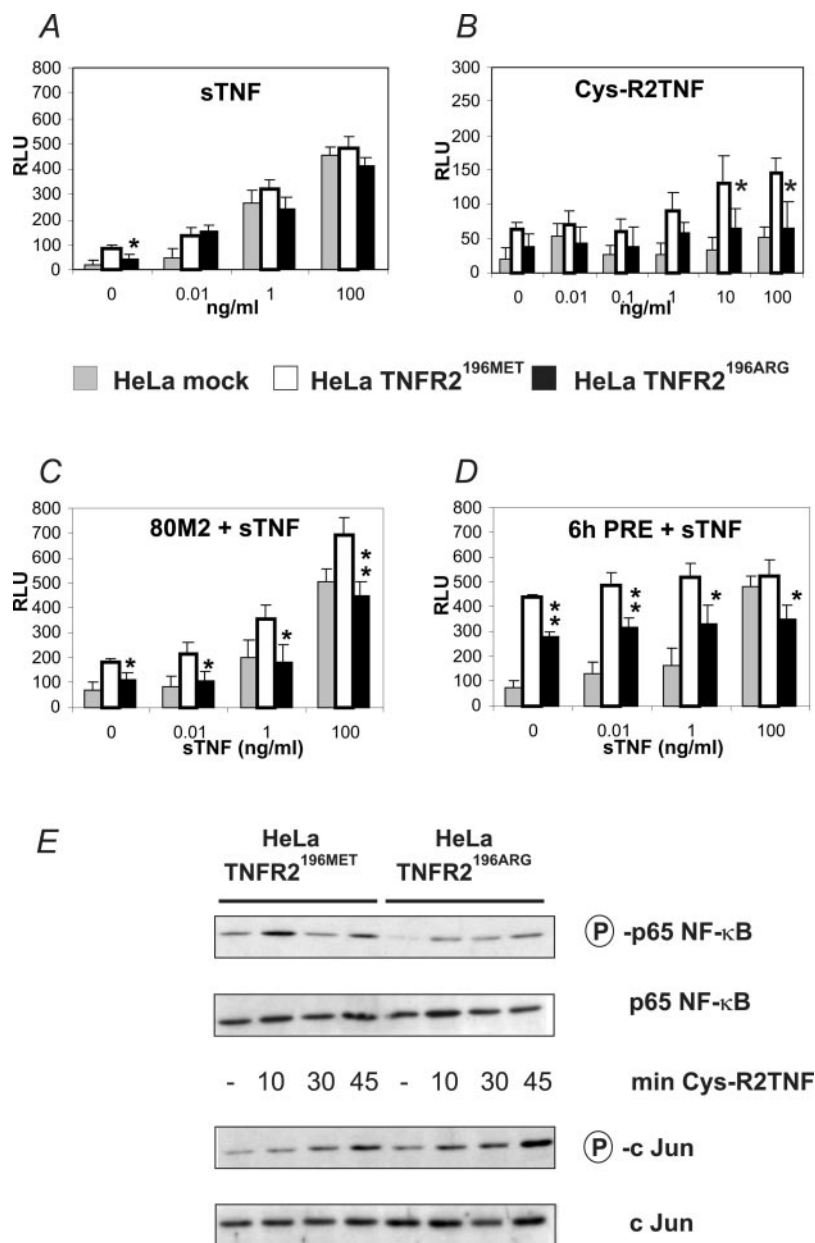 A
sTNF
RLU
800
700
600
500
400
300
200
100
0
*
0 0.01 1 100
ng/ml
B
Cys-R2TNF
RLU
300
250
200
150
100
50
0
* *
0 0.01 0,1 1 10 100
ng/ml
HeLa mock HeLa TNFR2196MET HeLa TNFR2196ARG
C
80M2 + sTNF
RLU
800
700
600
500
400
300
200
100
0
* * * **
0 0.01 1 100
sTNF (ng/ml)
D
6h PRE + sTNF
RLU
800
700
600
500
400
300
200
100
0
** ** * *
0 0.01 1 100
sTNF (ng/ml)
E
HeLa
TNFR2196MET
HeLa
TNFR2196ARG
P -p65 NF-κB
p65 NF-κB
- 10 30 45 - 10 30 45 min Cys-R2TNF
P -c Jun
c Jun